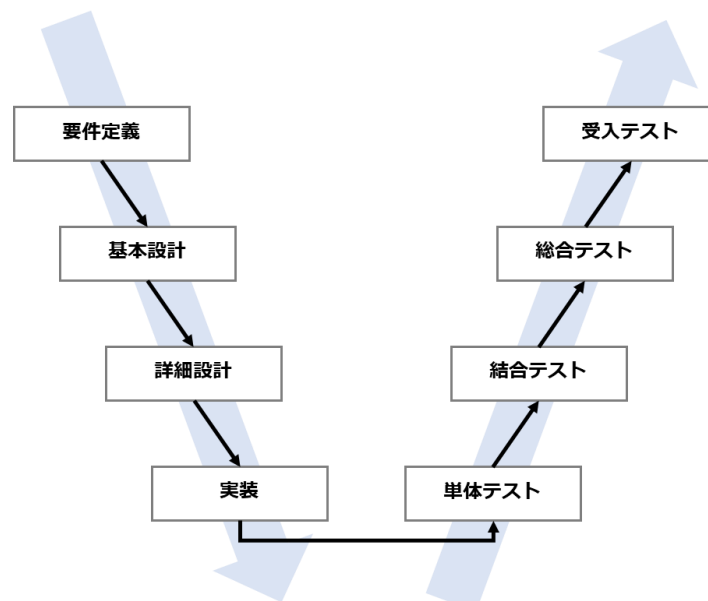 要件定義
受入テスト
基本設計
総合テスト
詳細設計
結合テスト
実装
単体テスト